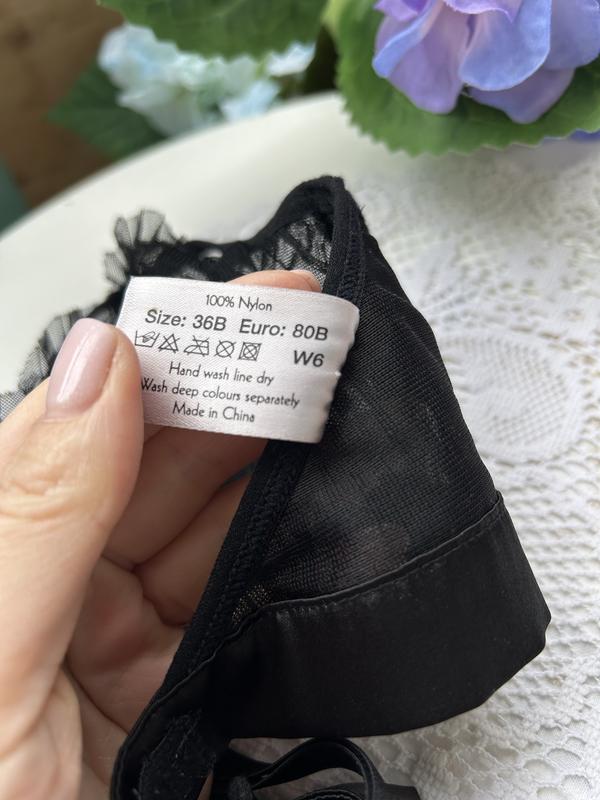 100% Nylon
Size: 36B Euro: 80B
W6
Hand wash line dry
Wash deep colours separately
Made in China